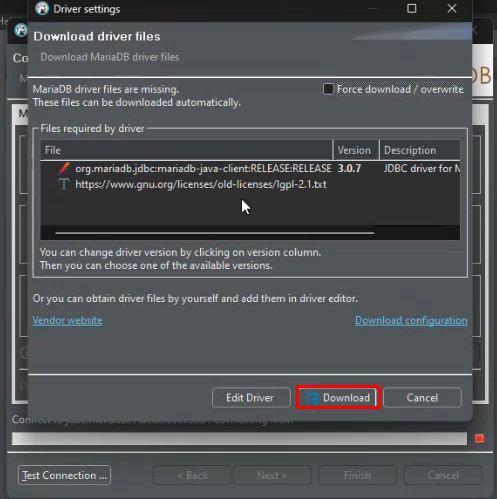 Driver settings
Download driver files
Download MariaDB driver files
MariaDB driver files are missing.
These files can be downloaded automatically.
Force download / overwrite
Files required by driver
File Version Description
org.mariadb.jdbc:mariadb-java-client:RELEASE:RELEASE 3.0.7 JDBC driver for M
T https://www.gnu.org/licenses/old-licenses/lgpl-2.1.txt
You can change driver version by clicking on version column.
Then you can choose one of the available versions.
Or you can obtain driver files by yourself and add them in driver editor.
Vendor website Download configuration
Edit Driver Download Cancel
Test Connection ... < Back Next > Finish Cancel